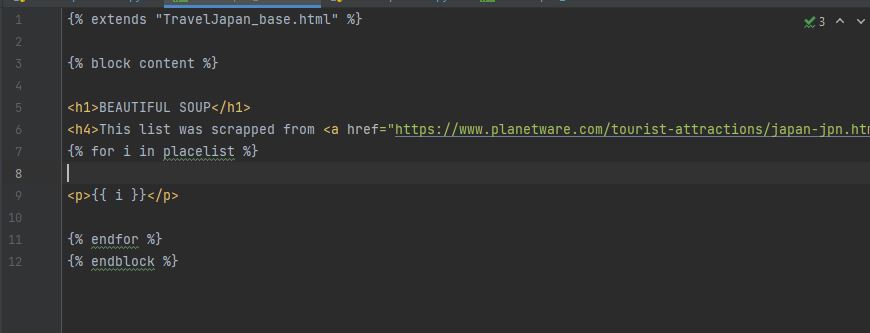 1 {% extends "TravelJapan_base.html" %}
3
2
3 {% block content %}
4
5 <h1>BEAUTIFUL SOUP</h1>
6 <h4>This list was scrapped from <a href="https://www.planetware.com/tourist-attractions/japan-jpn.htm
7 {% for i in placelist %}
8
9 <p>{{ i }}</p>
10
11 {% endfor %}
12 {% endblock %}